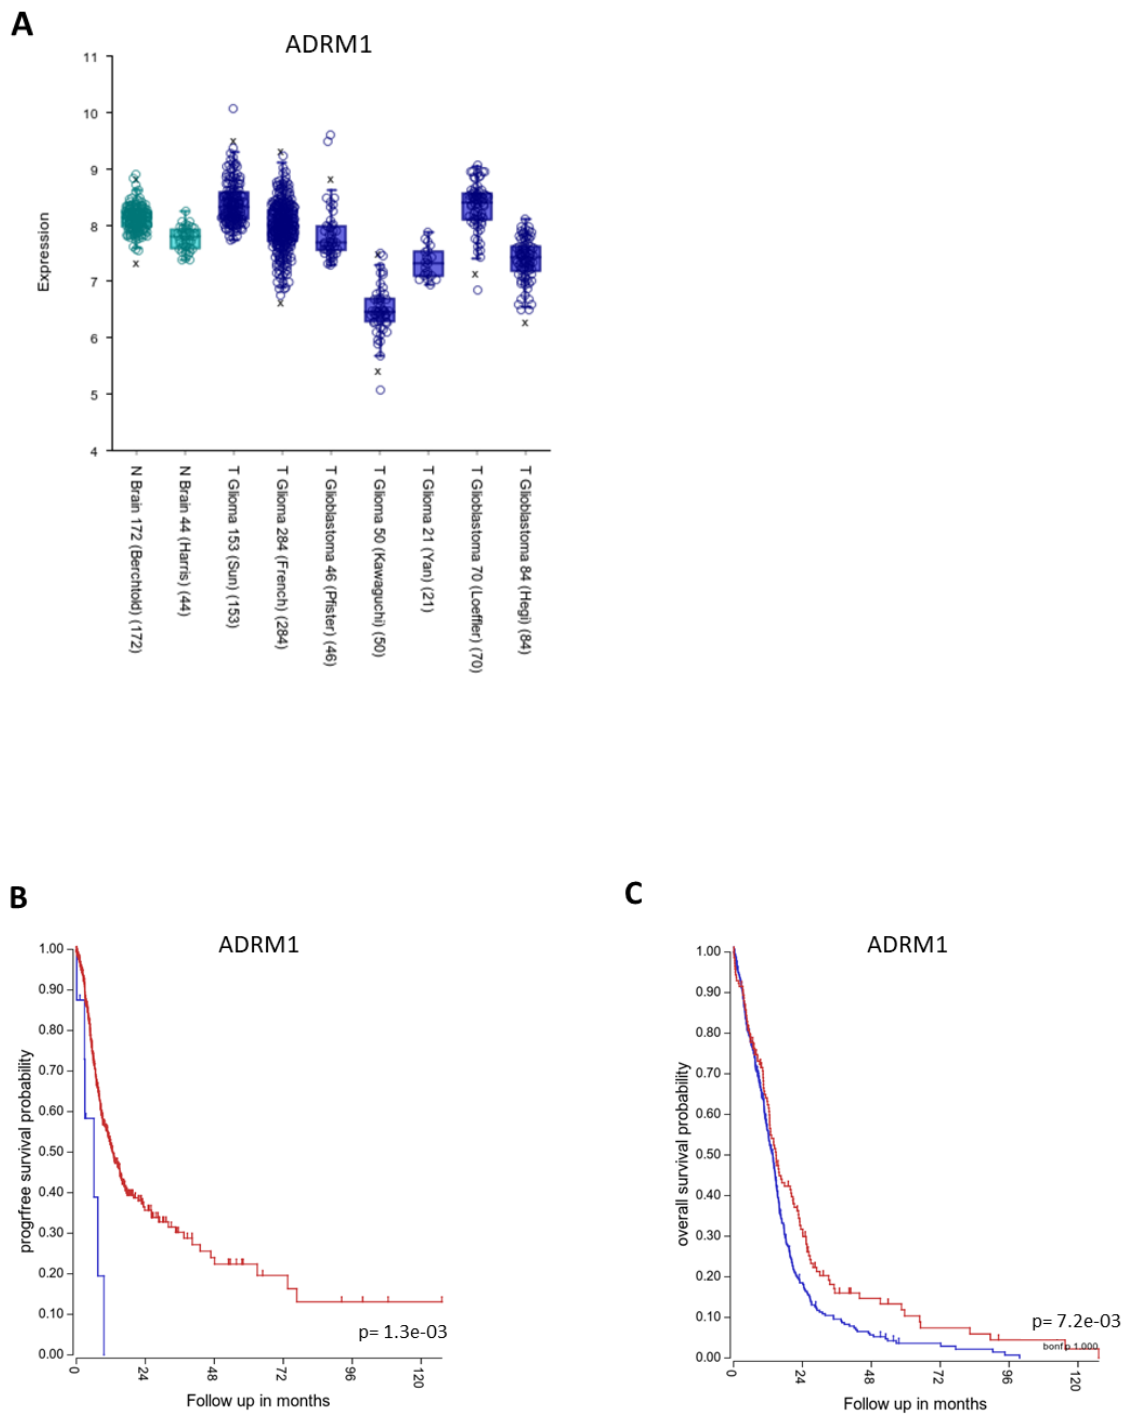 A
ADRM1
11
10
9
8
7
6
5
4
Expression
N Brain 172 (Berchtold) (172)
N Brain 44 (Harris) (44)
T Glioma 153 (Sun) (153)
T Glioma 284 (French) (284)
T Glioblastoma 46 (Pfister) (46)
T Glioma 50 (Kawaguchi) (50)
T Glioma 21 (Yan) (21)
T Glioblastoma 70 (Loeffler) (70)
T Glioblastoma 84 (Hegi) (84)
B
ADRM1
1.00
0.90
0.80
0.70
0.60
0.50
0.40
0.30
0.20
0.10
0.00
progrfree survival probability
p= 1.3e-03
0
24
48
72
96
120
Follow up in months
C
ADRM1
1.00
0.90
0.80
0.70
0.60
0.50
0.40
0.30
0.20
0.10
0.00
overall survival probability
p= 7.2e-03
bonf p 1.000
0
24
48
72
96
120
Follow up in months